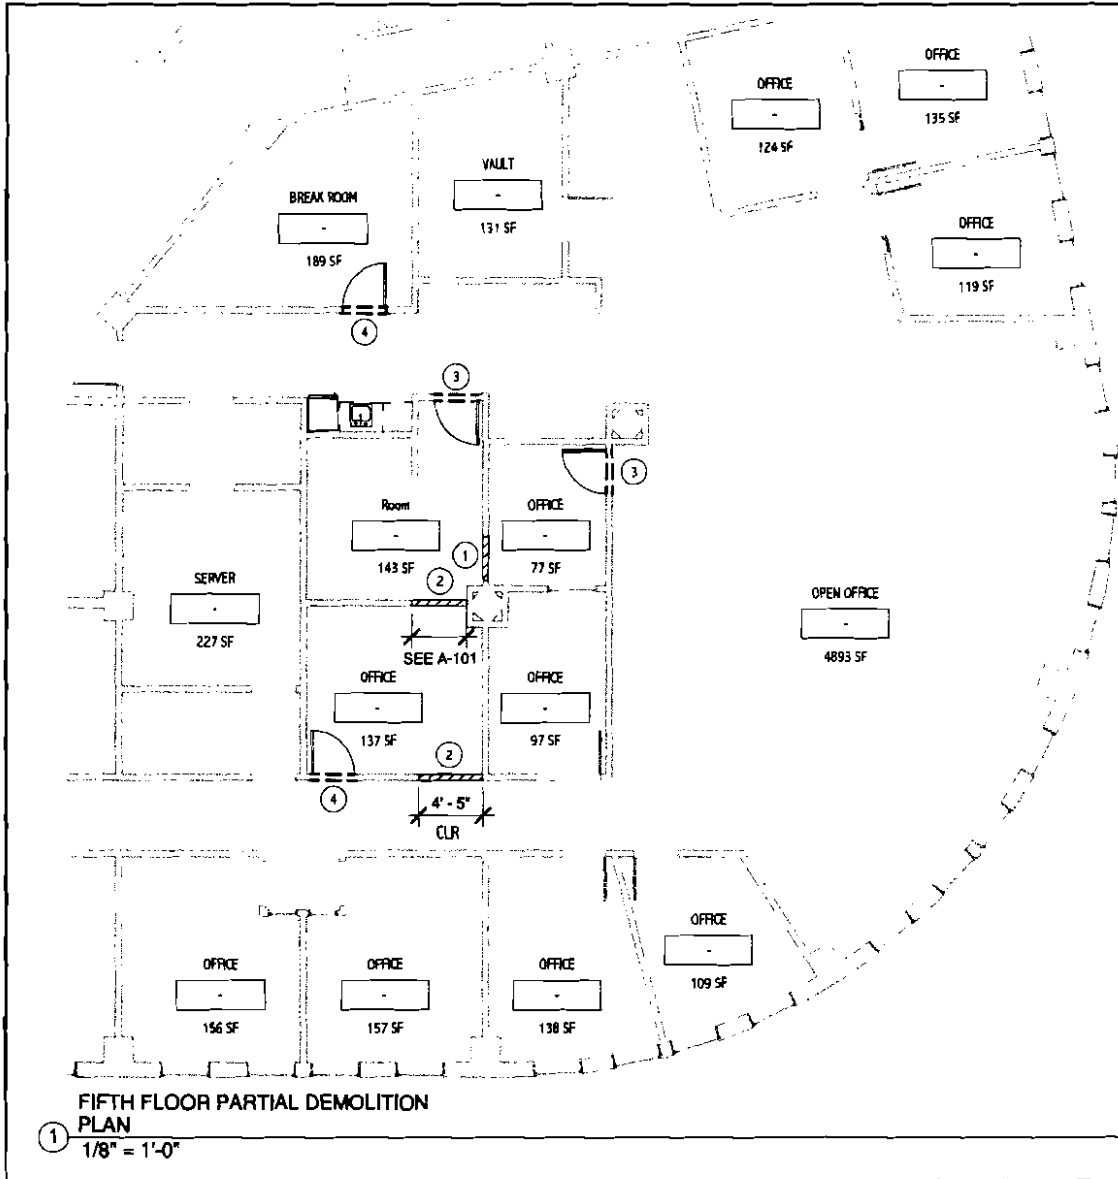 OFFICE
-
135 SF
OFFICE
-
124 SF
VAULT
-
131 SF
BREAK ROOM
-
189 SF
OFFICE
-
119 SF
4
3
3
Room
-
143 SF
OFFICE
-
77 SF
1
2
SERVER
-
227 SF
OPEN OFFICE
-
4893 SF
SEE A-101
OFFICE
-
137 SF
OFFICE
-
97 SF
2
4
4' - 5"
CLR
OFFICE
-
109 SF
OFFICE
-
156 SF
OFFICE
-
157 SF
OFFICE
-
138 SF
FIFTH FLOOR PARTIAL DEMOLITION
PLAN
1
1/8" = 1'-0"